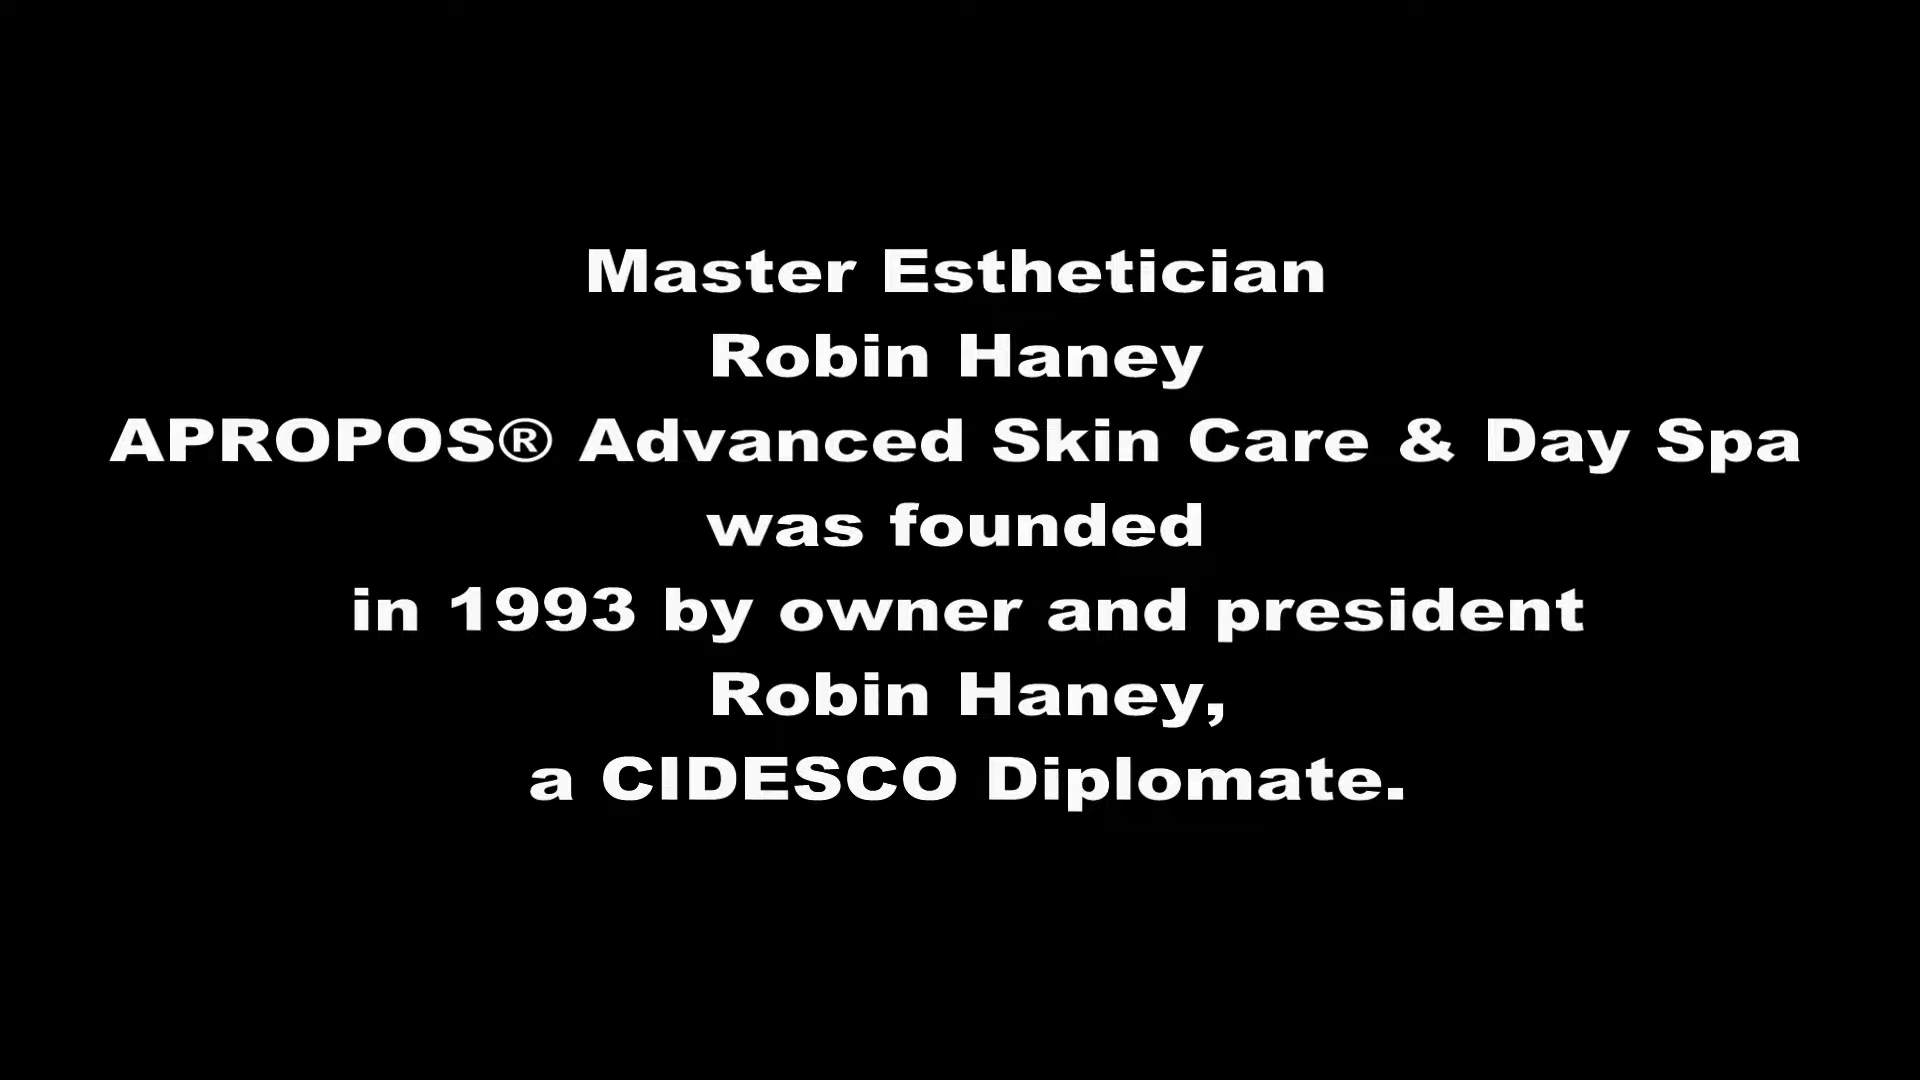 Master Esthetician
Robin Haney
APROPOS® Advanced Skin Care & Day Spa
was founded
in 1993 by owner and president
Robin Haney,
a CIDESCO Diplomate.